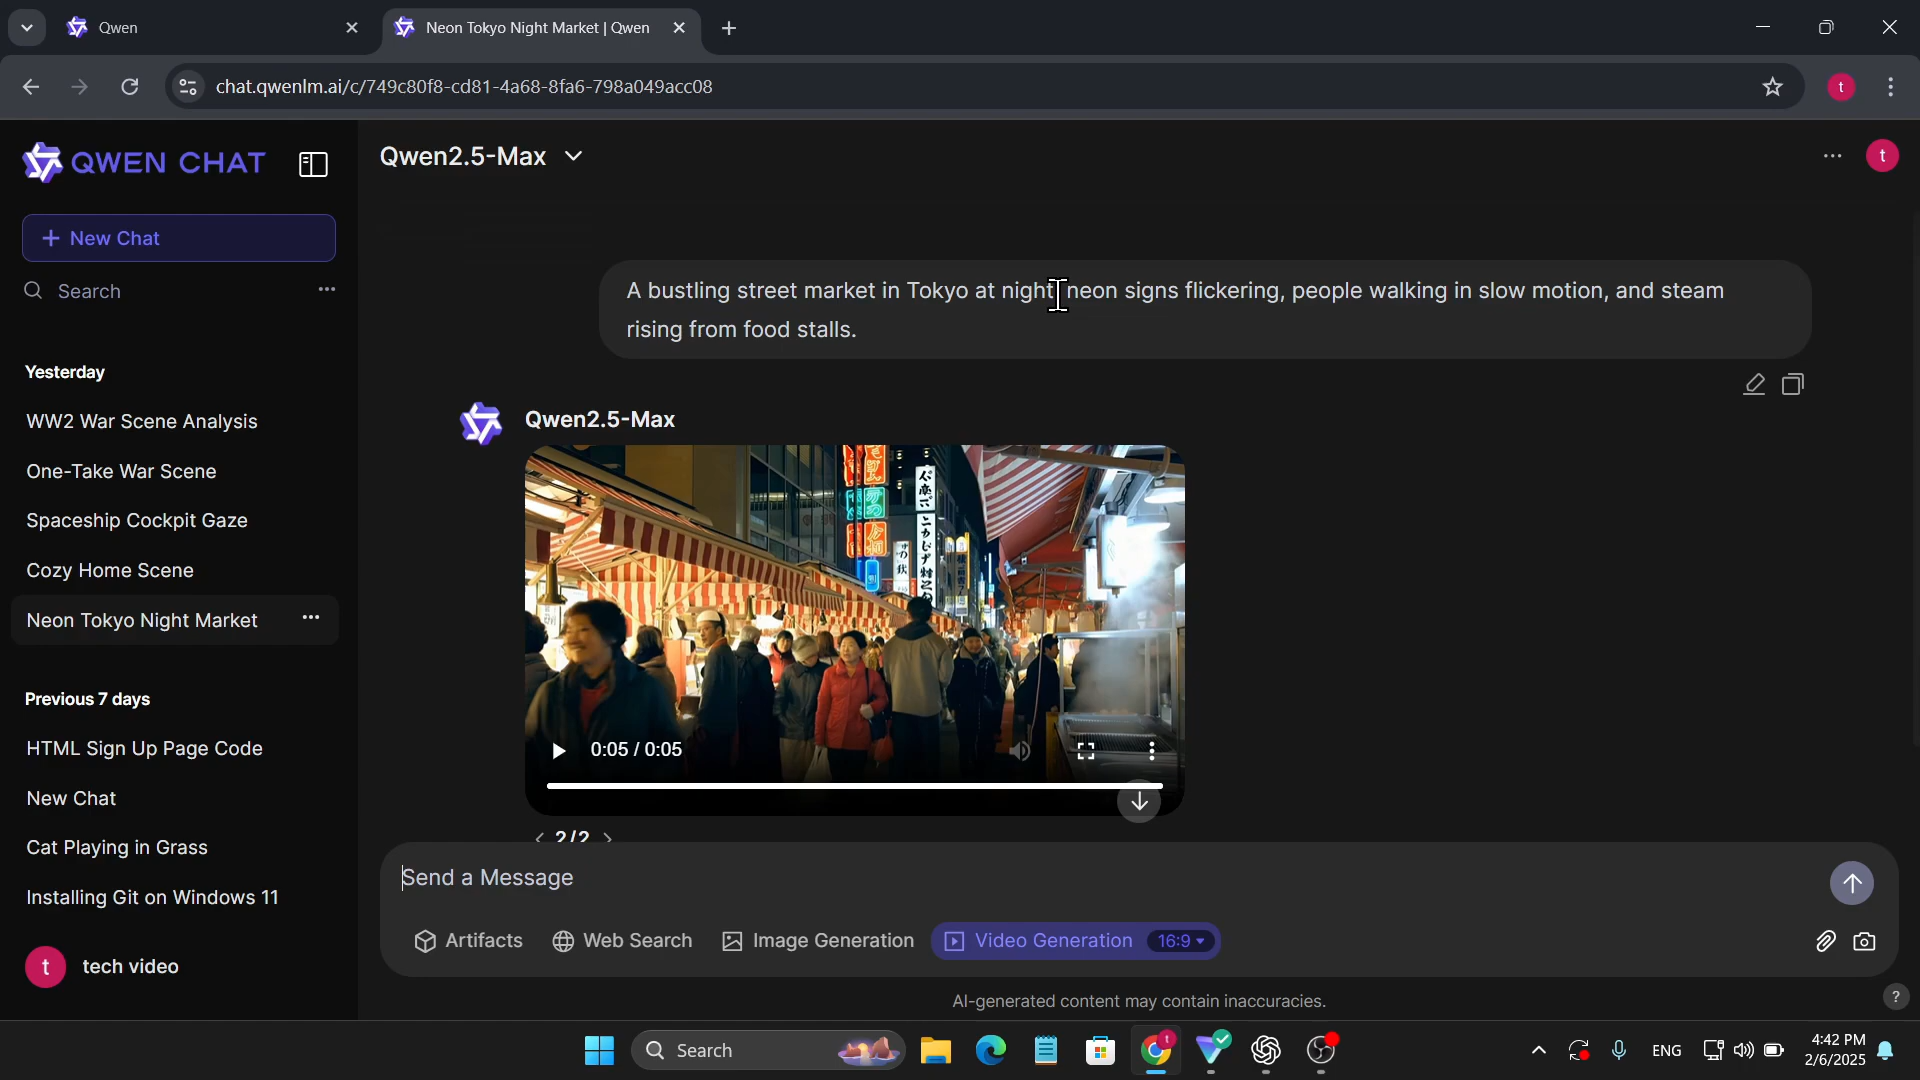 Qwen
Neon Tokyo Night Market | Qwen
chat.qwenlm.ai/c/749c80f8-cd81-4a68-8fa6-798a049acc08
t
QWEN CHAT
Qwen2.5-Max
t
+ New Chat
Search
A bustling street market in Tokyo at night, neon signs flickering, people walking in slow motion, and steam
rising from food stalls.
Yesterday
WW2 War Scene Analysis
One-Take War Scene
Spaceship Cockpit Gaze
Cozy Home Scene
Neon Tokyo Night Market
Previous 7 days
HTML Sign Up Page Code
New Chat
Cat Playing in Grass
Installing Git on Windows 11
t
tech video
Qwen2.5-Max
0:05 / 0:05
2/2
Send a Message
Artifacts
Web Search
Image Generation
Video Generation
16:9
AI-generated content may contain inaccuracies.
?
Search
t
ENG
4:42 PM
2/6/2025